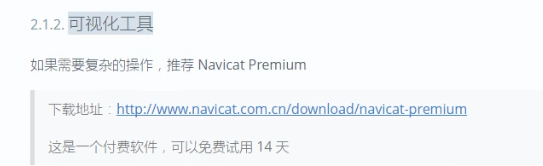 2.1.2. 可视化工具
如果需要复杂的操作，推荐 Navicat Premium
下载地址：http://www.navicat.com.cn/download/navicat-premium
这是一个付费软件，可以免费试用 14 天